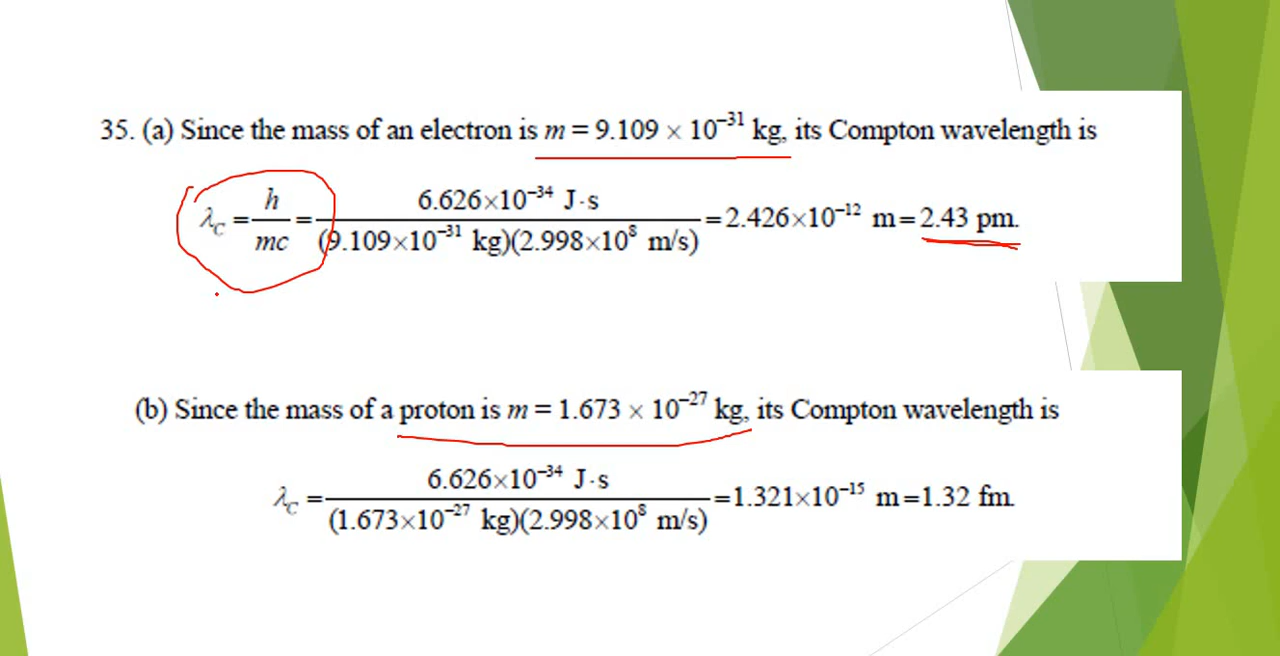 35. (a) Since the mass of an electron is m = 9.109 × 10⁻³¹ kg, its Compton wavelength is
λ_C = h/mc = 6.626×10⁻³⁴ J·s / (9.109×10⁻³¹ kg)(2.998×10⁸ m/s) = 2.426×10⁻¹² m = 2.43 pm.
(b) Since the mass of a proton is m = 1.673 × 10⁻²⁷ kg, its Compton wavelength is
λ_C = 6.626×10⁻³⁴ J·s / (1.673×10⁻²⁷ kg)(2.998×10⁸ m/s) = 1.321×10⁻¹⁵ m = 1.32 fm.